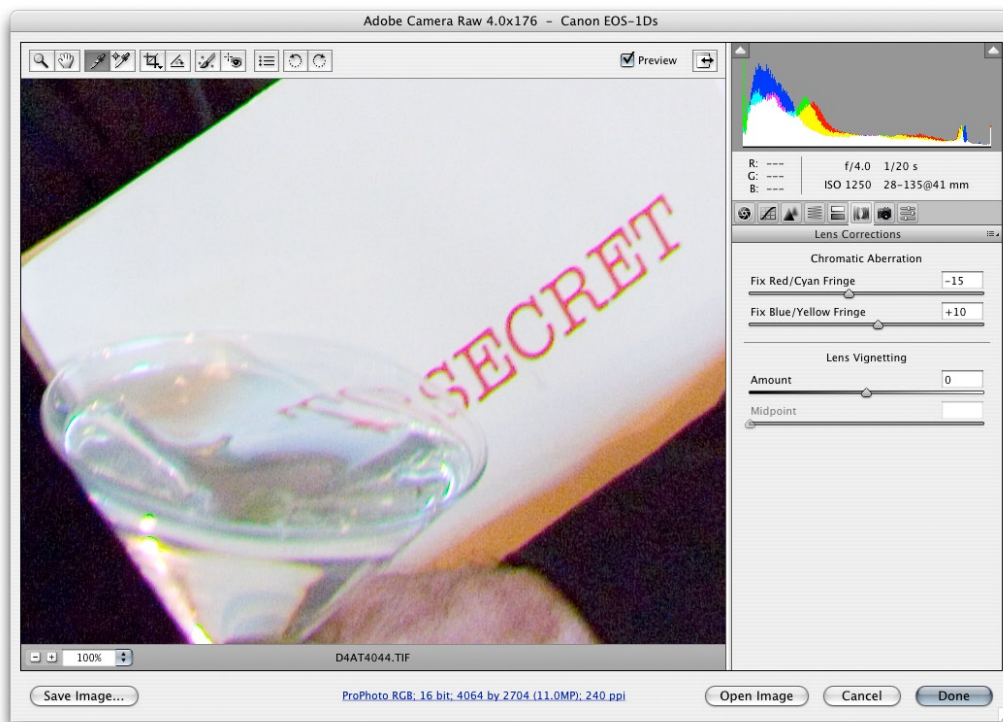 Adobe Camera Raw 4.0x176 – Canon EOS-1Ds
Preview
R: ---
G: ---
B: ---
f/4.0 1/20 s
ISO 1250 28-135@41 mm
Lens Corrections
Chromatic Aberration
Fix Red/Cyan Fringe -15
Fix Blue/Yellow Fringe +10
Lens Vignetting
Amount 0
Midpoint
SECRET
100%
D4AT4044.TIF
Save Image...
ProPhoto RGB; 16 bit; 4064 by 2704 (11.0MP); 240 ppi
Open Image
Cancel
Done